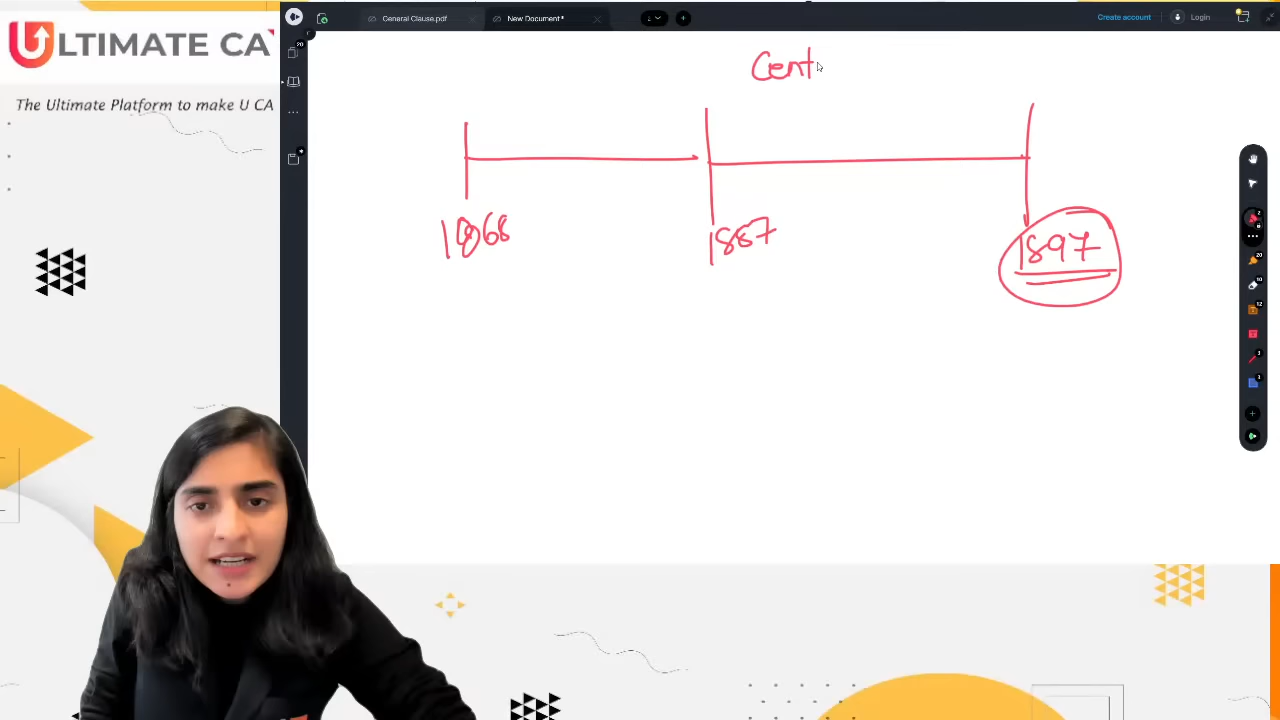 ULTIMATE CA
The Ultimate Platform to make U CA
General Clause.pdf
New Document*
Create account
Login
Cent
1868
1887
1897